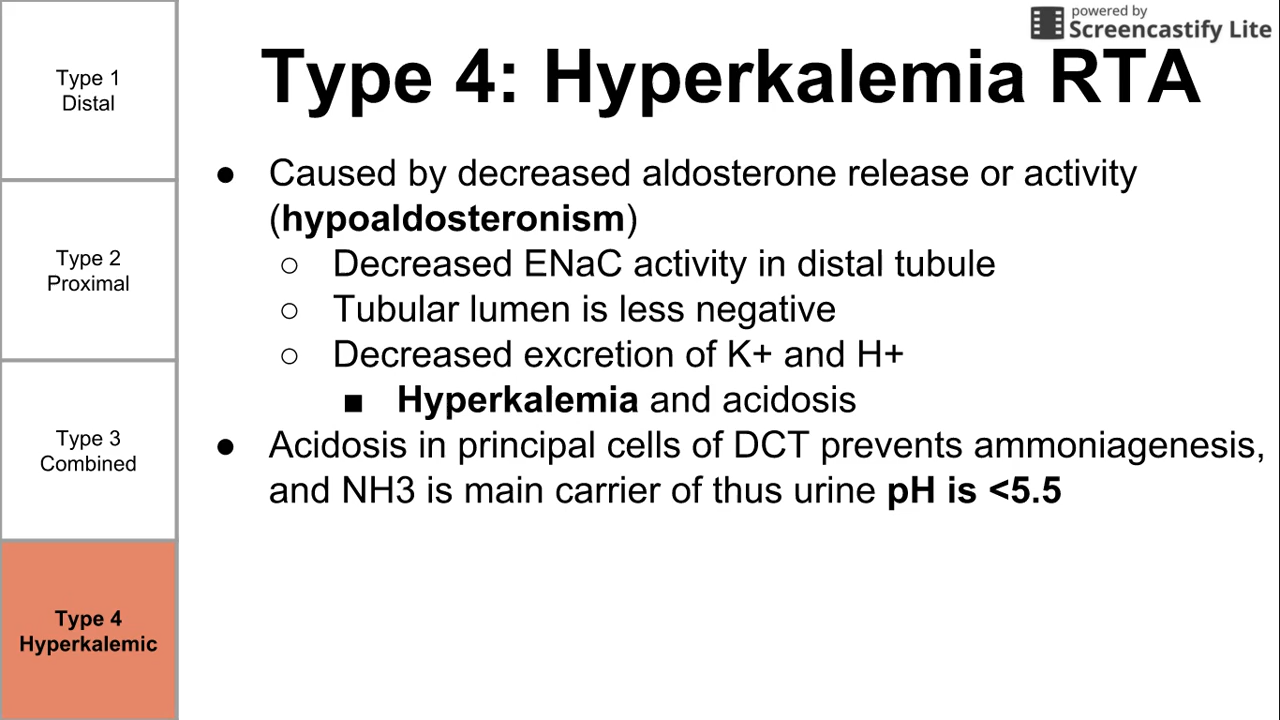 powered by
Screencastify Lite
Type 4: Hyperkalemia RTA
Type 1
Distal
Type 2
Proximal
Type 3
Combined
Type 4
Hyperkalemic
● Caused by decreased aldosterone release or activity
(hypoaldosteronism)
○ Decreased ENaC activity in distal tubule
○ Tubular lumen is less negative
○ Decreased excretion of K+ and H+
■ Hyperkalemia and acidosis
● Acidosis in principal cells of DCT prevents ammoniagenesis,
and NH3 is main carrier of thus urine pH is <5.5